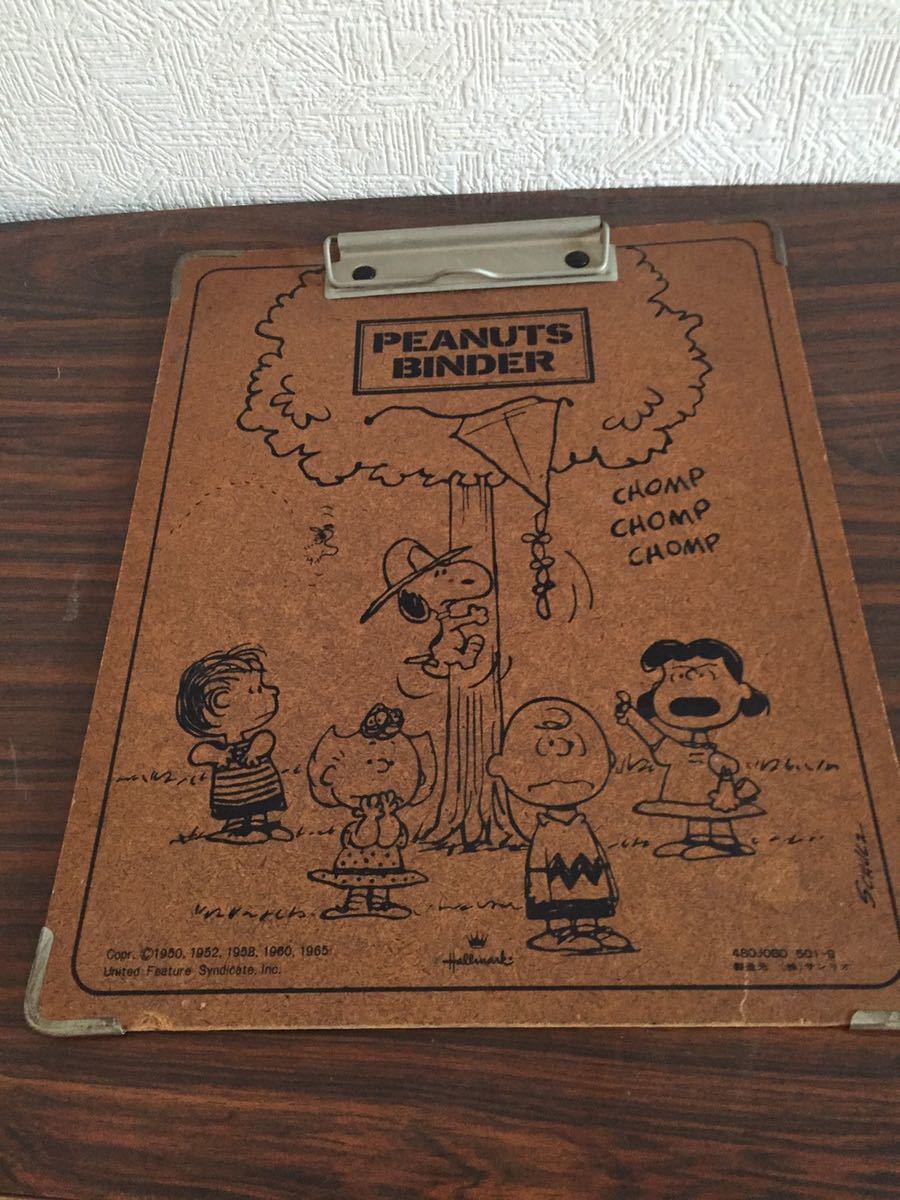 PEANUTS
BINDER
CHOMP
CHOMP
CHOMP
SCHULZ
Copr. ©1950, 1952, 1958, 1960, 1965
United Feature Syndicate, Inc.
Hallmark
480J080 501-9
製造元 (株)サンリオ